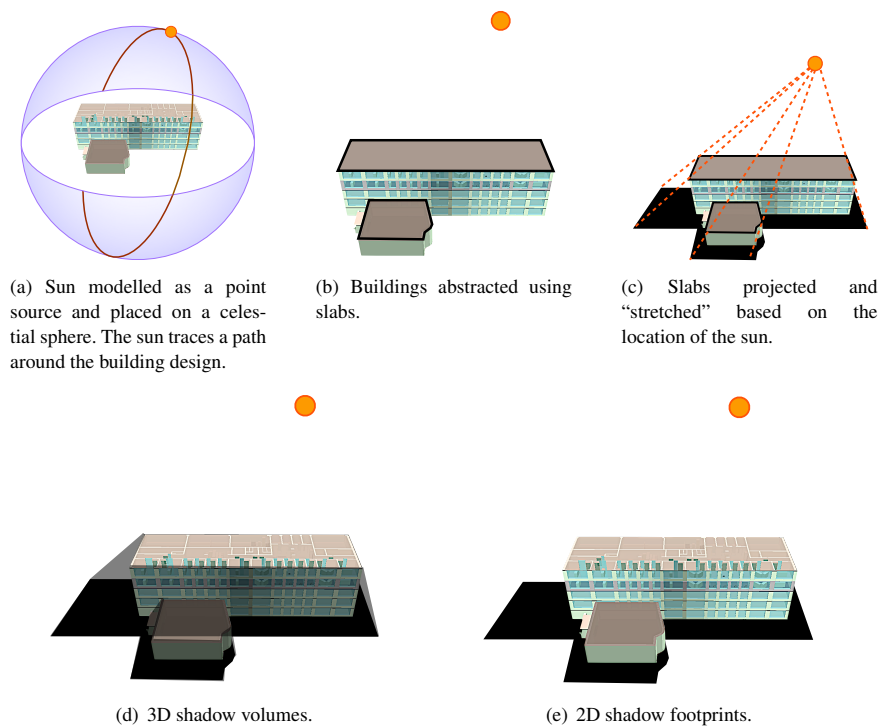 (a) Sun modelled as a point
source and placed on a celes-
tial sphere. The sun traces a path
around the building design.
(b) Buildings abstracted using
slabs.
(c) Slabs projected and
“stretched” based on the
location of the sun.
(d) 3D shadow volumes.
(e) 2D shadow footprints.